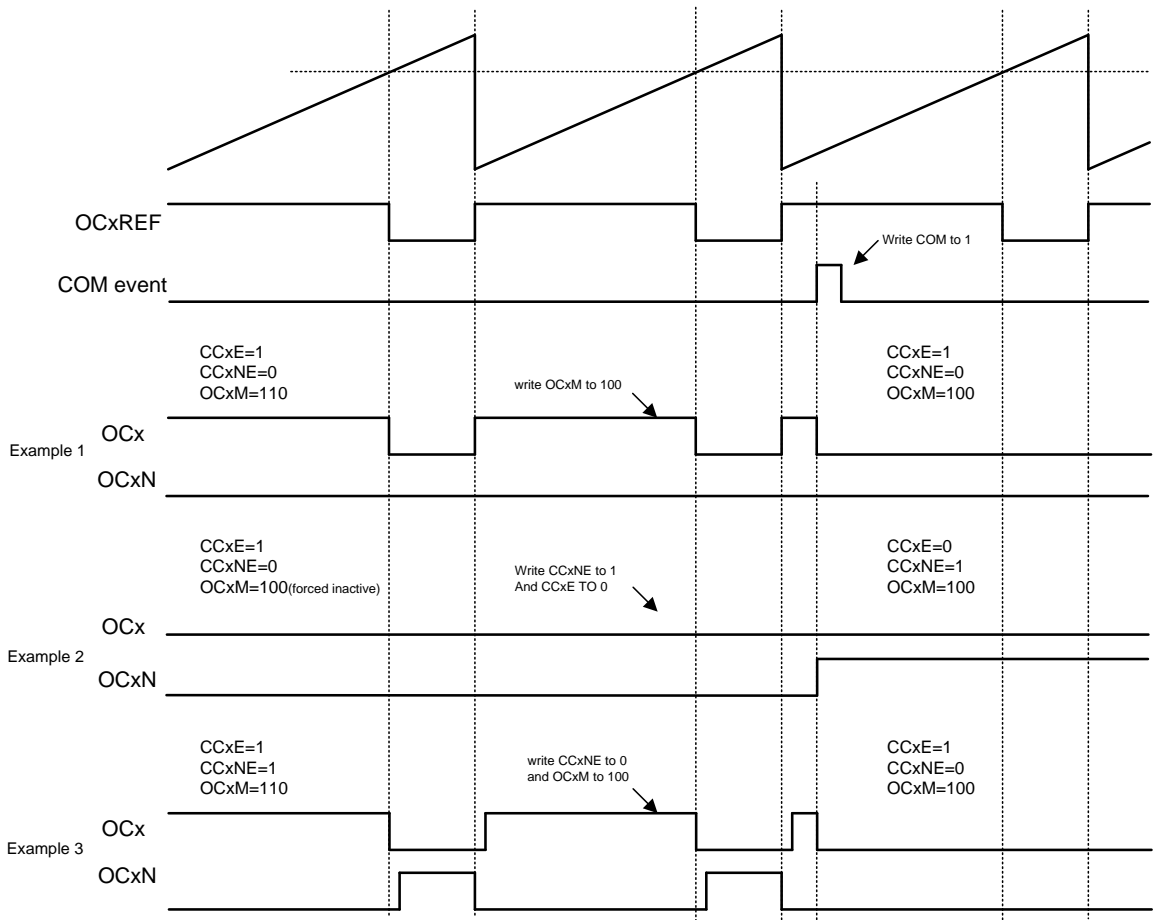 OCxREF
Write COM to 1
COM event
CCxE=1
CCxNE=0
OCxM=110
write OCxM to 100
CCxE=1
CCxNE=0
OCxM=100
OCx
Example 1
OCxN
CCxE=1
CCxNE=0
OCxM=100(forced inactive)
Write CCxNE to 1
And CCxE TO 0
CCxE=0
CCxNE=1
OCxM=100
OCx
Example 2
OCxN
CCxE=1
CCxNE=1
OCxM=110
write CCxNE to 0
and OCxM to 100
CCxE=1
CCxNE=0
OCxM=100
OCx
Example 3
OCxN